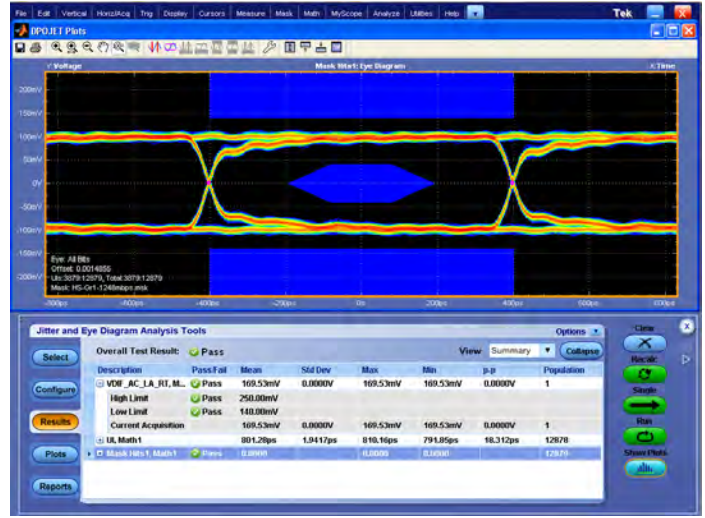 File Edit Vertical Horiz/Acq Trig Display Cursors Measure Mask Math MyScope Analyze Utilities Help Tek
DPOJET Plots
Y:Voltage Mask Hits1: Eye Diagram X:Time
200mV
150mV
100mV
50mV
0V
-50mV
-100mV
-150mV
-200mV
Eye: All Bits
Offset: 0.0014855
UIs:3879:12879, Total:3879:12879
Mask: HS-Gr1-1248mbps.msk
-800ps -600ps -400ps -200ps 0s 200ps 400ps 600ps 800ps
Jitter and Eye Diagram Analysis Tools Options Clear X
Select Overall Test Result: Pass View Summary Collapse
Recalc
Description Pass/Fail Mean Std Dev Max Min p-p Population
VDIF_AC_LA_RT, M... Pass 169.53mV 0.0000V 169.53mV 169.53mV 0.0000V 1
Configure High Limit Pass 250.00mV
Single
Low Limit Pass 140.00mV
Results Current Acquisition 169.53mV 0.0000V 169.53mV 169.53mV 0.0000V 1
Run
UI, Math1 801.28ps 1.9417ps 810.16ps 791.85ps 18.312ps 12878
Plots Mask Hits1, Math1 Pass 0.0000 0.0000 0.0000 12879
Show Plots
Reports